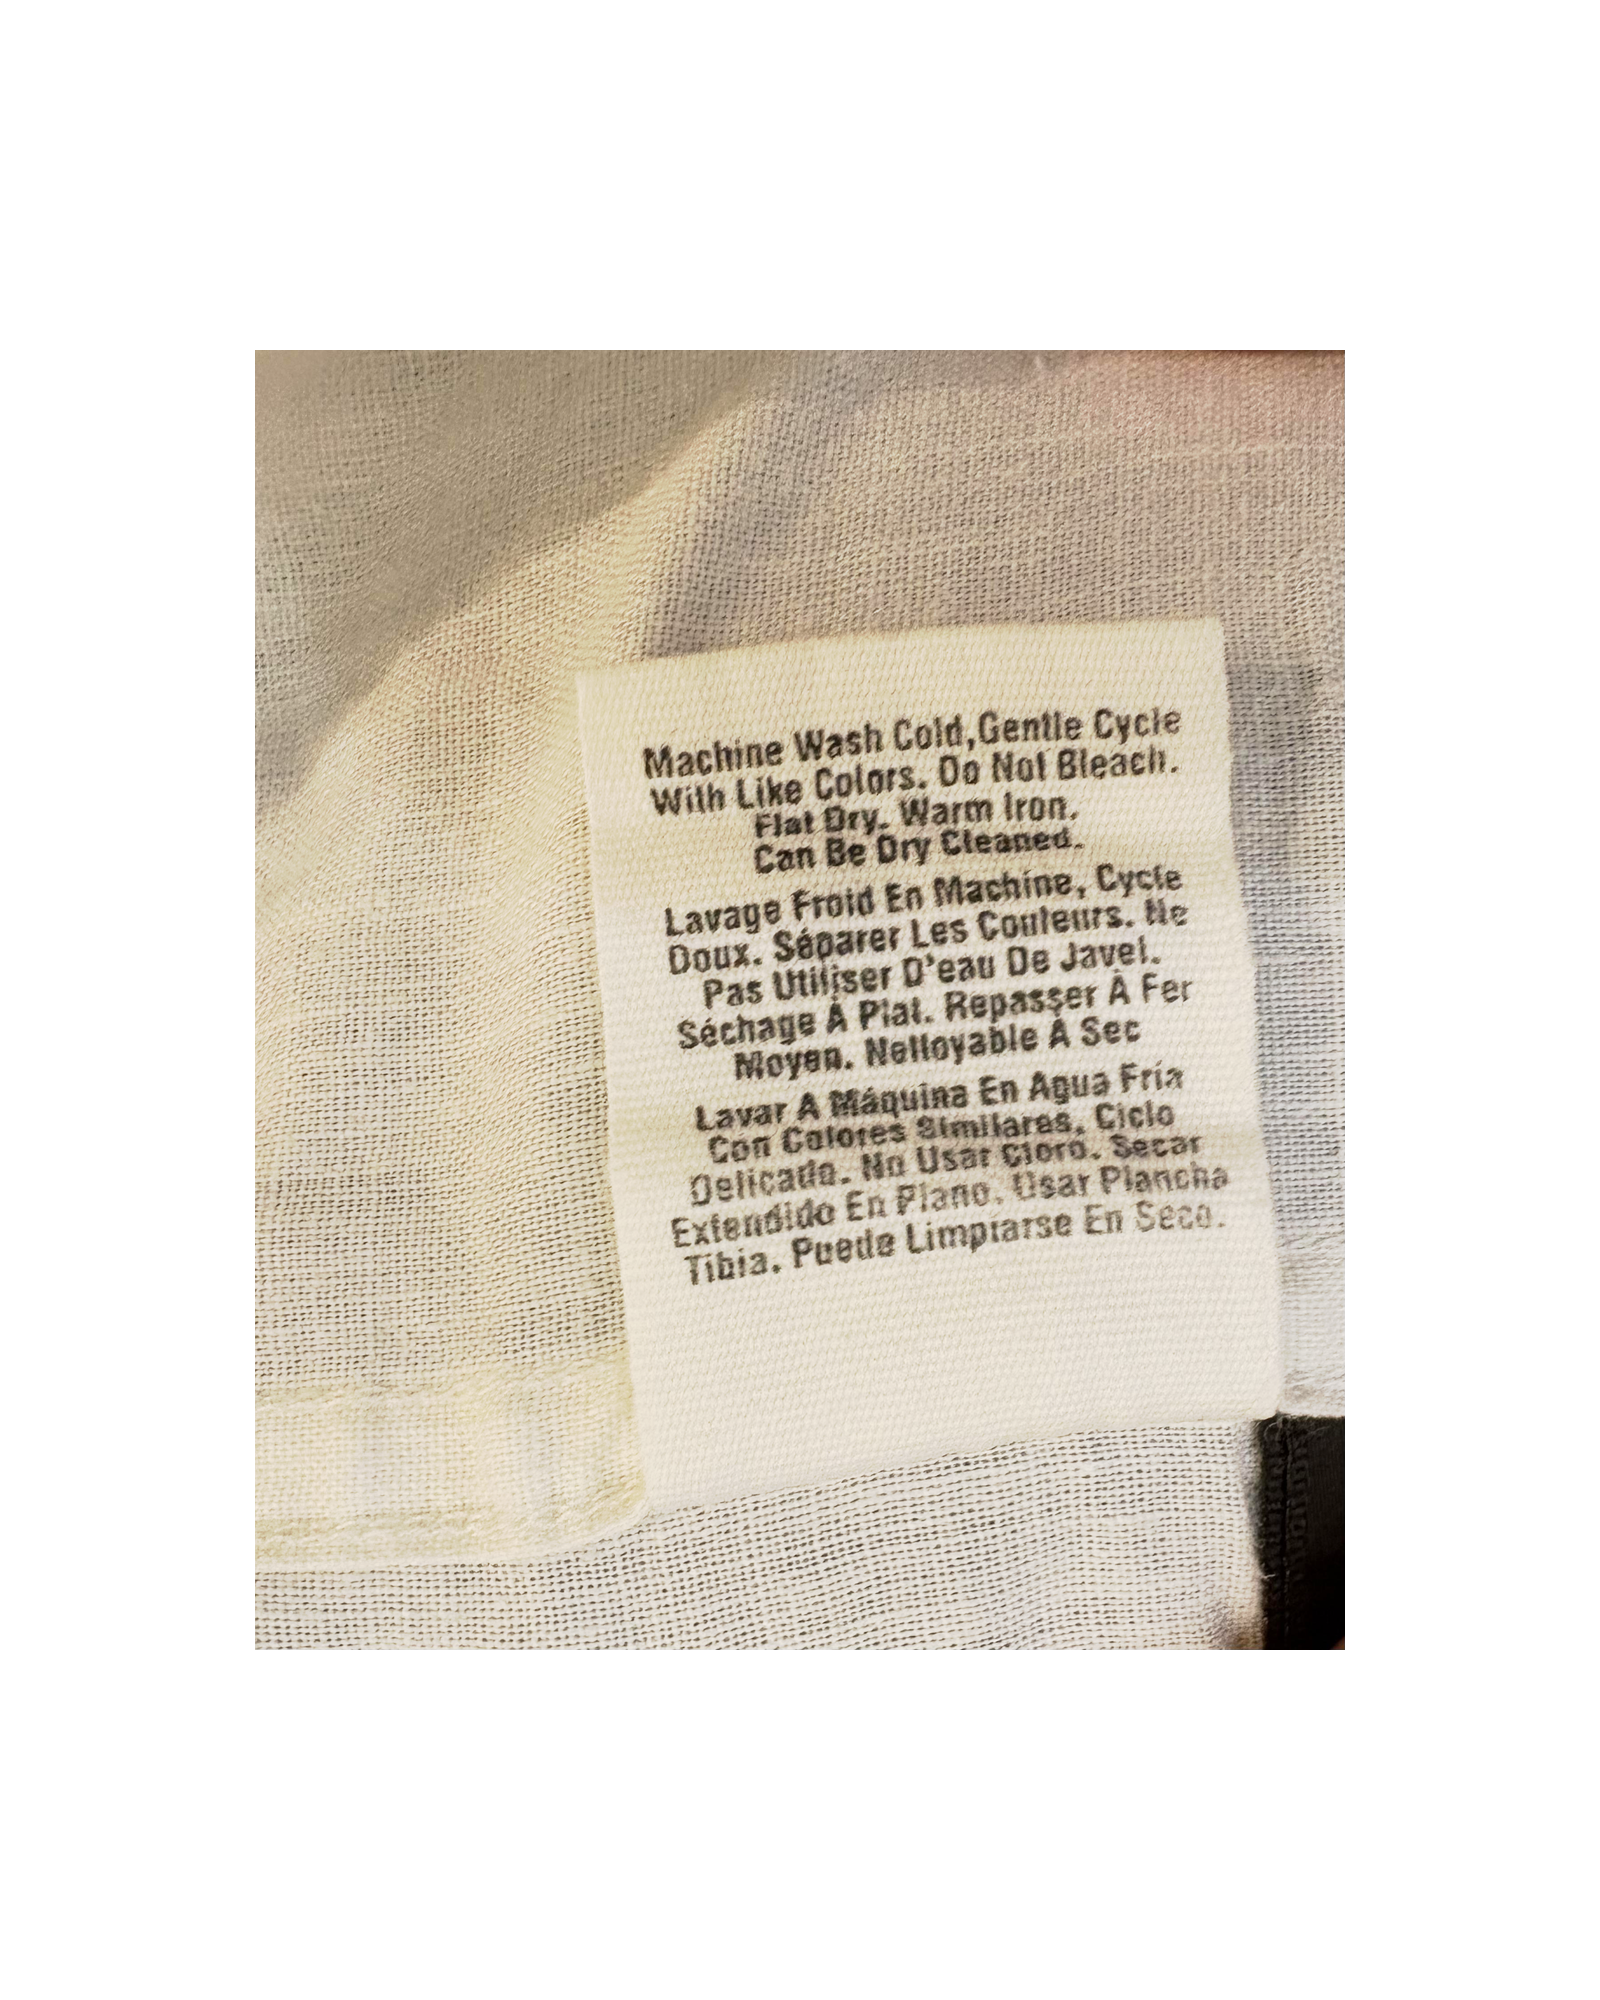 Machine Wash Cold,Gentle Cycle
With Like Colors. Do Not Bleach.
Flat Dry. Warm Iron.
Can Be Dry Cleaned.
Lavage Froid En Machine, Cycle
Doux. Séparer Les Couleurs. Ne
Pas Utiliser D'eau De Javel.
Séchage À Plat. Repasser À Fer
Moyen. Nettoyable À Sec
Lavar A Máquina En Agua Fría
Con Colores Similares, Ciclo
Delicado. No Usar Cloro. Secar
Extendido En Plano. Usar Plancha
Tibia. Puede Limpiarse En Seco.